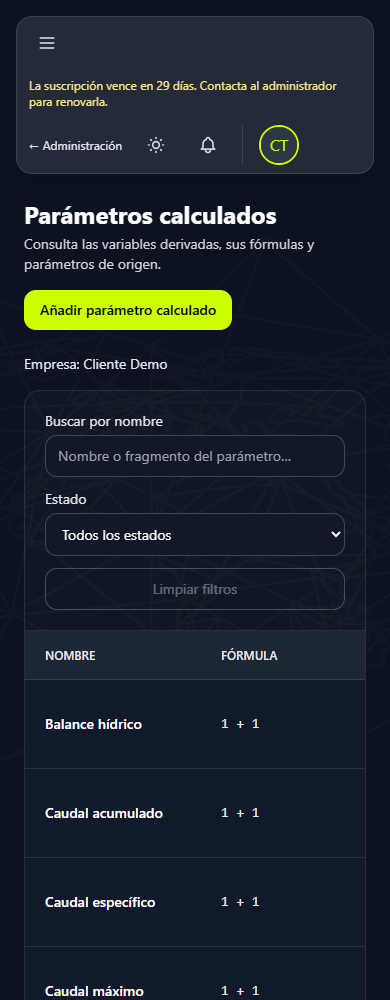 La suscripción vence en 29 días. Contacta al administrador
para renovarla.
← Administración
CT
Parámetros calculados
Consulta las variables derivadas, sus fórmulas y
parámetros de origen.
Añadir parámetro calculado
Empresa: Cliente Demo
Buscar por nombre
Nombre o fragmento del parámetro...
Estado
Todos los estados
Limpiar filtros
NOMBRE FÓRMULA
Balance hídrico 1 + 1
Caudal acumulado 1 + 1
Caudal específico 1 + 1
Caudal máximo 1 + 1